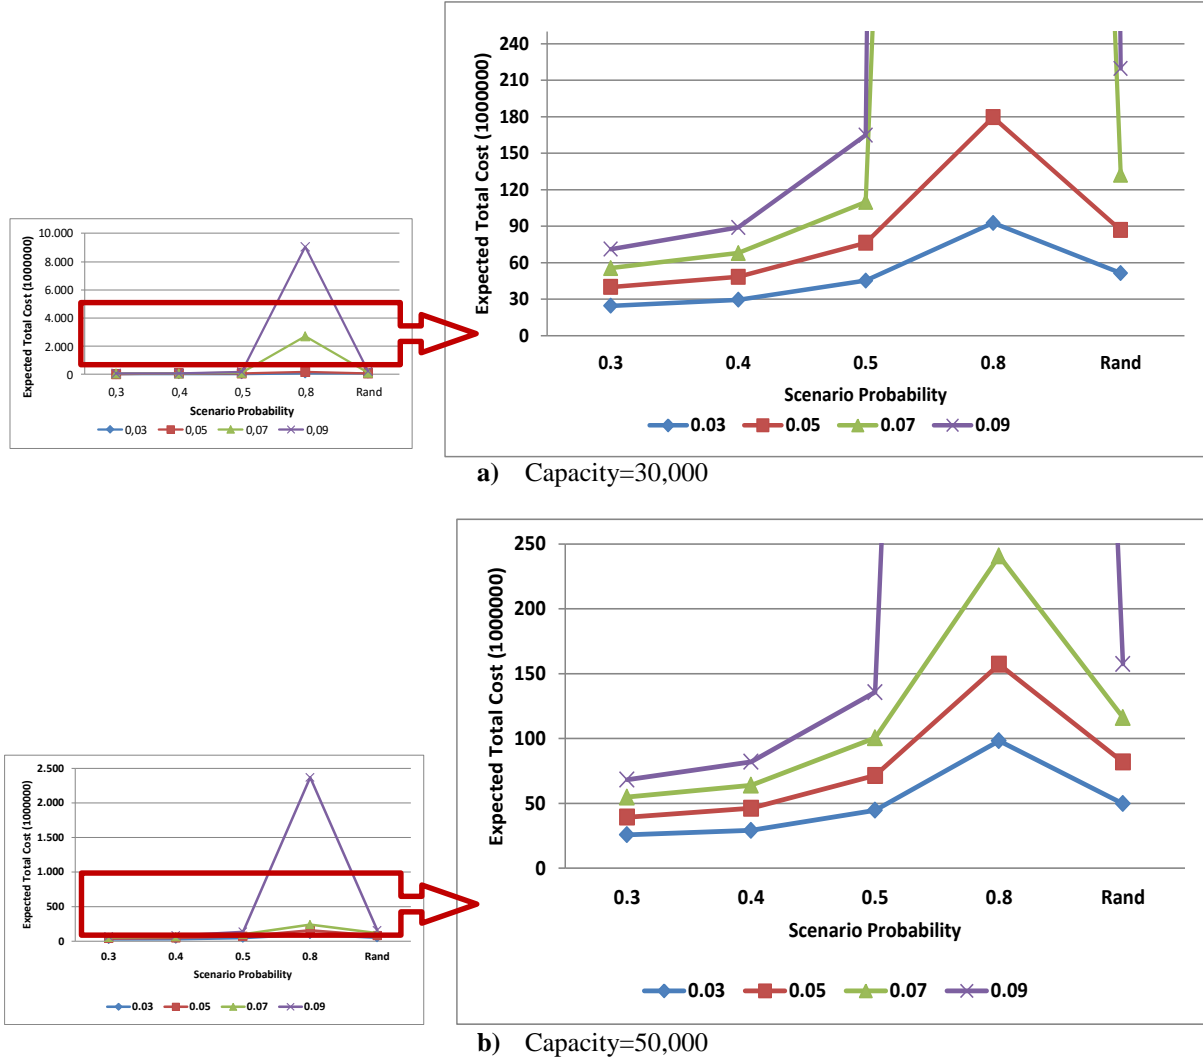 240
210
180
150
120
90
60
30
0
Expected Total Cost (1000000)
0.3 0.4 0.5 0.8 Rand
Scenario Probability
0.03 0.05 0.07 0.09
10.000
8.000
6.000
4.000
2.000
0
Expected Total Cost (1000000)
0,3 0,4 0,5 0,8 Rand
Scenario Probability
0,03 0,05 0,07 0,09
a) Capacity=30,000
250
200
150
100
50
0
Expected Total Cost (1000000)
0.3 0.4 0.5 0.8 Rand
Scenario Probability
0.03 0.05 0.07 0.09
2.500
2.000
1.500
1.000
500
0
Expected Total Cost (1000000)
0.3 0.4 0.5 0.8 Rand
Scenario Probability
0.03 0.05 0.07 0.09
b) Capacity=50,000